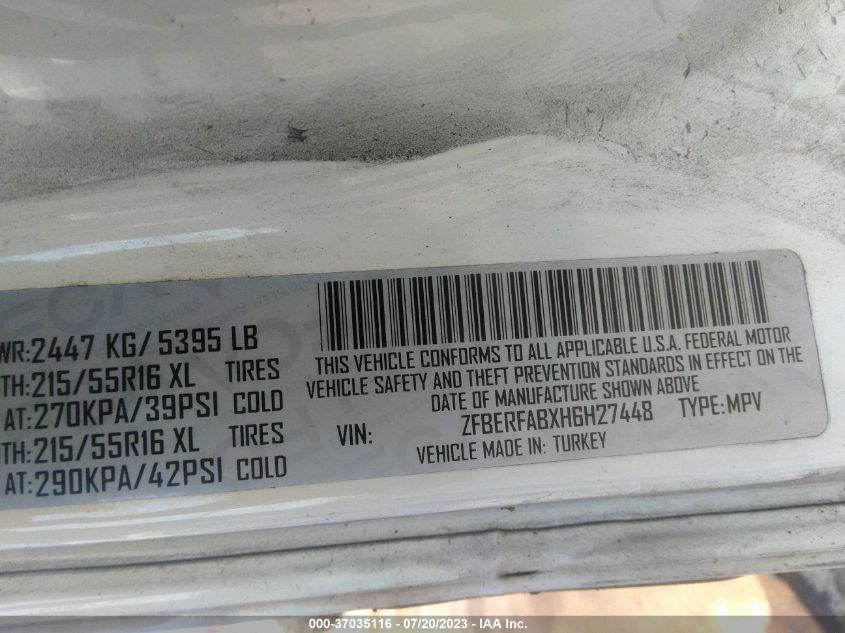 WR:2447 KG/ 5395 LB
TH:215/55R16 XL TIRES
AT:270KPA/39PSI COLD
TH:215/55R16 XL TIRES
AT:290KPA/42PSI COLD
THIS VEHICLE CONFORMS TO ALL APPLICABLE U.S.A. FEDERAL MOTOR
VEHICLE SAFETY AND THEFT PREVENTION STANDARDS IN EFFECT ON THE
DATE OF MANUFACTURE SHOWN ABOVE
VIN: ZFBERFABXH6H27448 TYPE:MPV
VEHICLE MADE IN: TURKEY
000-37035116 - 07/20/2023 - IAA Inc.